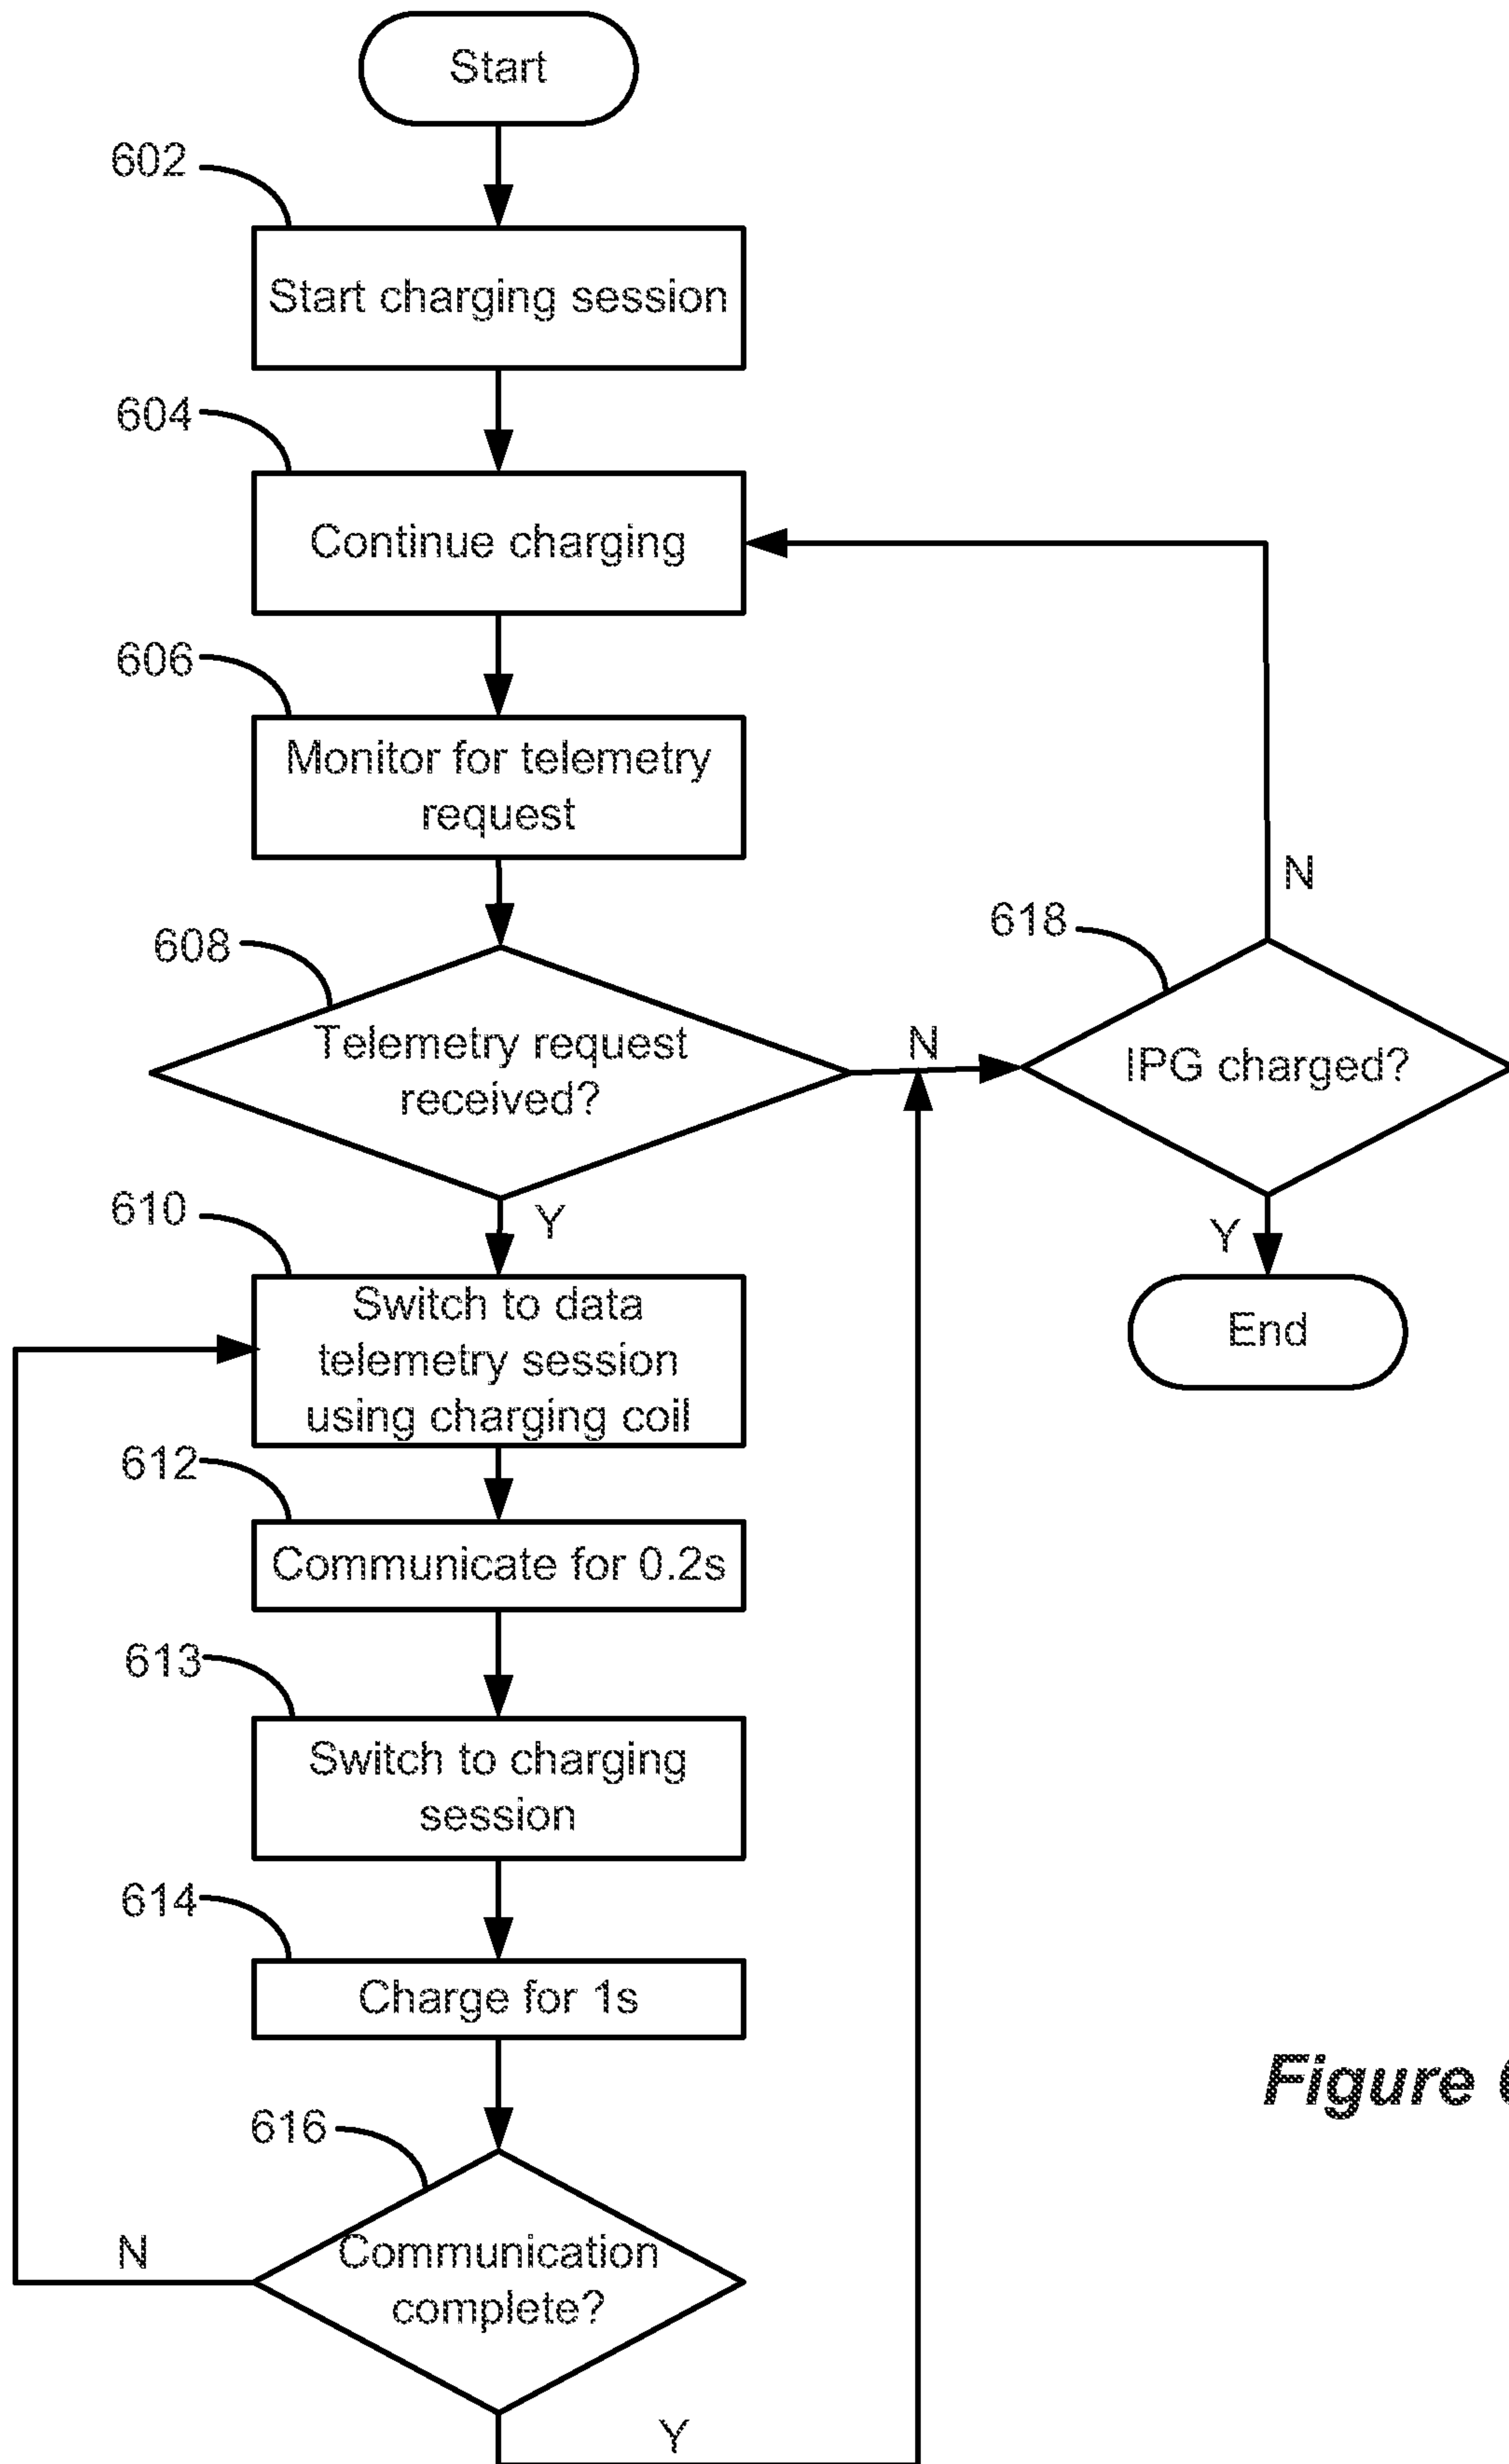 Start
602
Start charging session
604
Continue charging
606
Monitor for telemetry
request
N
618
608
Telemetry request
received?
N
IPG charged?
610
Y
Y
Switch to data
telemetry session
using charging coil
End
612
Communicate for 0.2s
613
Switch to charging
session
614
Charge for 1s
Figure
616
N
Communication
complete?
Y